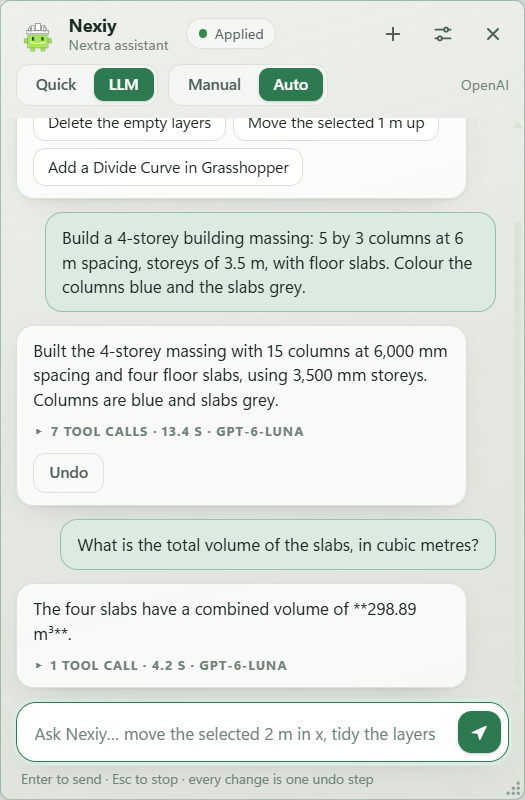 Nexiy
Nextra assistant
Applied
Quick LLM Manual Auto OpenAI
Delete the empty layers Move the selected 1 m up
Add a Divide Curve in Grasshopper
Build a 4-storey building massing: 5 by 3 columns at 6
m spacing, storeys of 3.5 m, with floor slabs. Colour the
columns blue and the slabs grey.
Built the 4-storey massing with 15 columns at 6,000 mm
spacing and four floor slabs, using 3,500 mm storeys.
Columns are blue and slabs grey.
7 TOOL CALLS · 13.4 S · GPT-6-LUNA
Undo
What is the total volume of the slabs, in cubic metres?
The four slabs have a combined volume of **298.89
m³**.
1 TOOL CALL · 4.2 S · GPT-6-LUNA
Ask Nexiy... move the selected 2 m in x, tidy the layers
Enter to send · Esc to stop · every change is one undo step